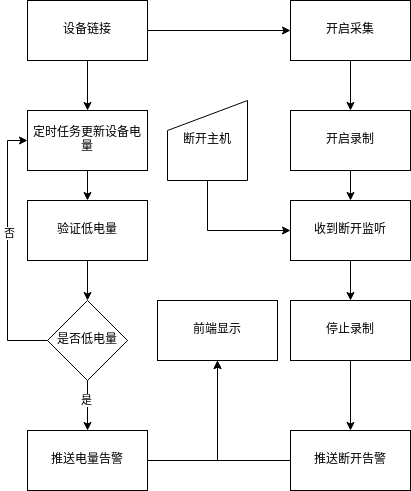 设备链接
开启采集
定时任务更新设备电
量
断开主机
开启录制
验证低电量
收到断开监听
否
是否低电量
前端显示
停止录制
是
推送电量告警
推送断开告警